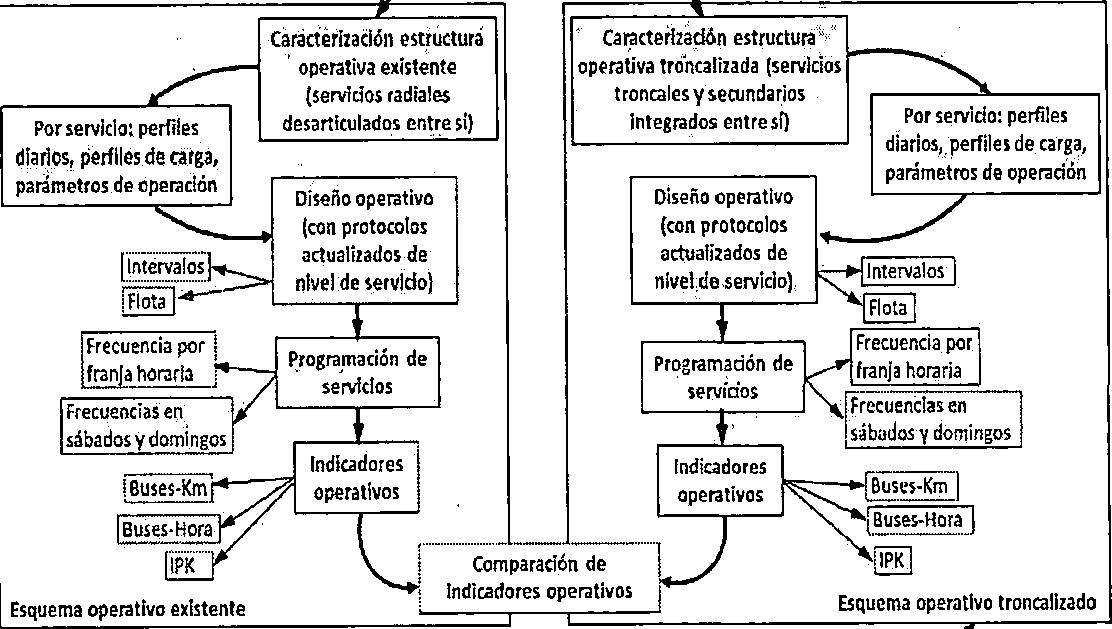 Caracterización estructura
operativa existente
(servicios radiales
desarticulados entre sí)
Por servicio: perfiles
diarios, perfiles de carga,
parámetros de operación
Diseño operativo
(con protocolos
actualizados de
nivel de servicio)
Intervalos
Flota
Programación de
servicios
Frecuencia por
franja horaria
Frecuencias en
sábados y domingos
Indicadores
operativos
Buses-Km
Buses-Hora
IPK
Esquema operativo existente
Caracterización estructura
operativa troncalizada (servicios
troncales y secundarios
integrados entre sí)
Por servicio: perfiles
diarios, perfiles de carga,
parámetros de operación
Diseño operativo
(con protocolos
actualizados de
nivel de servicio)
Intervalos
Flota
Programación de
servicios
Frecuencia por
franja horaria
Frecuencias en
sábados y domingos
Indicadores
operativos
Buses-Km
Buses-Hora
IPK
Comparación de
Indicadores operativos
Esquema operativo troncalizado